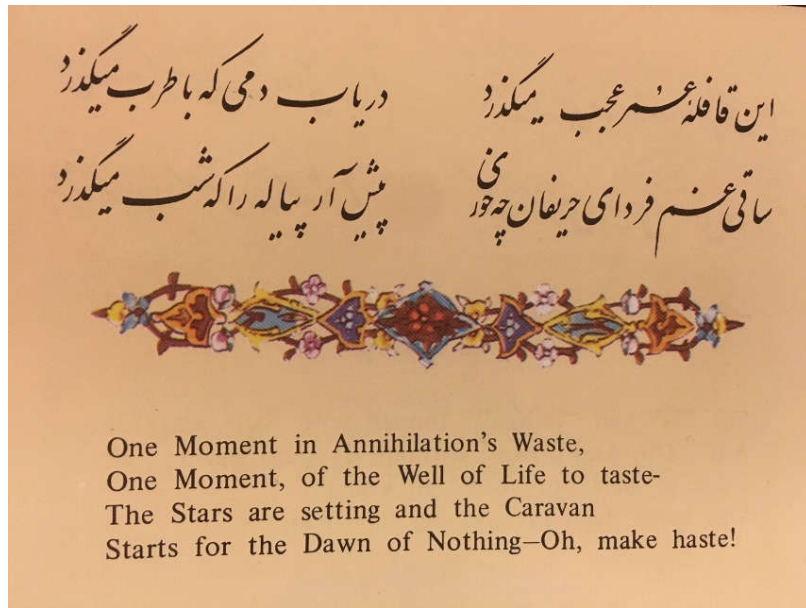 این قافلهٔ عمر عجب میگذرد
دریاب دمی که با طرب میگذرد
ساقی غم فردای حریفان چه خوری
پیش آر پیاله را که شب میگذرد
One Moment in Annihilation's Waste,
One Moment, of the Well of Life to taste-
The Stars are setting and the Caravan
Starts for the Dawn of Nothing—Oh, make haste!